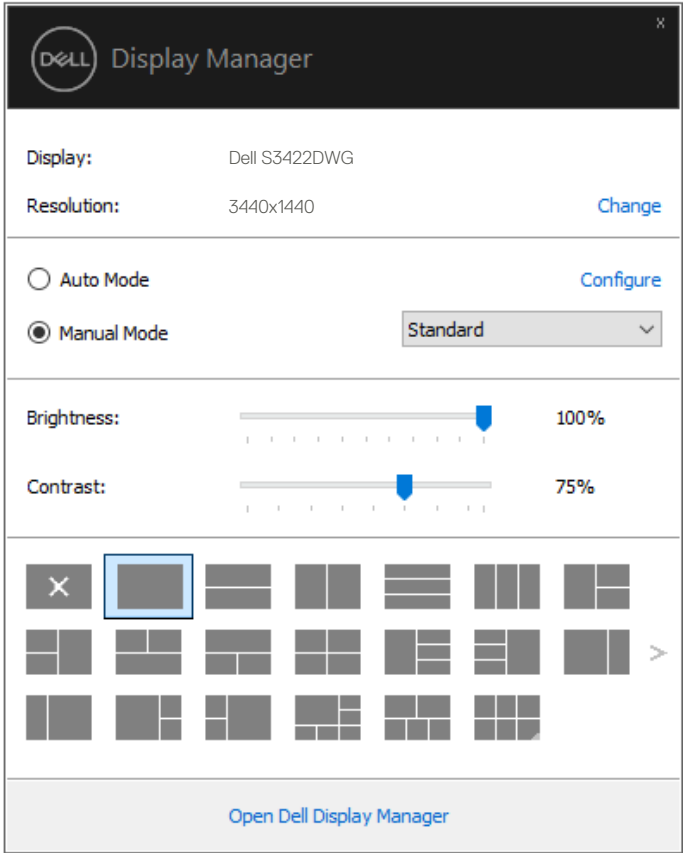 DELL Display Manager x
Display: Dell S3422DWG
Resolution: 3440x1440 Change
Auto Mode Configure
Manual Mode Standard
Brightness: 100%
Contrast: 75%
Open Dell Display Manager